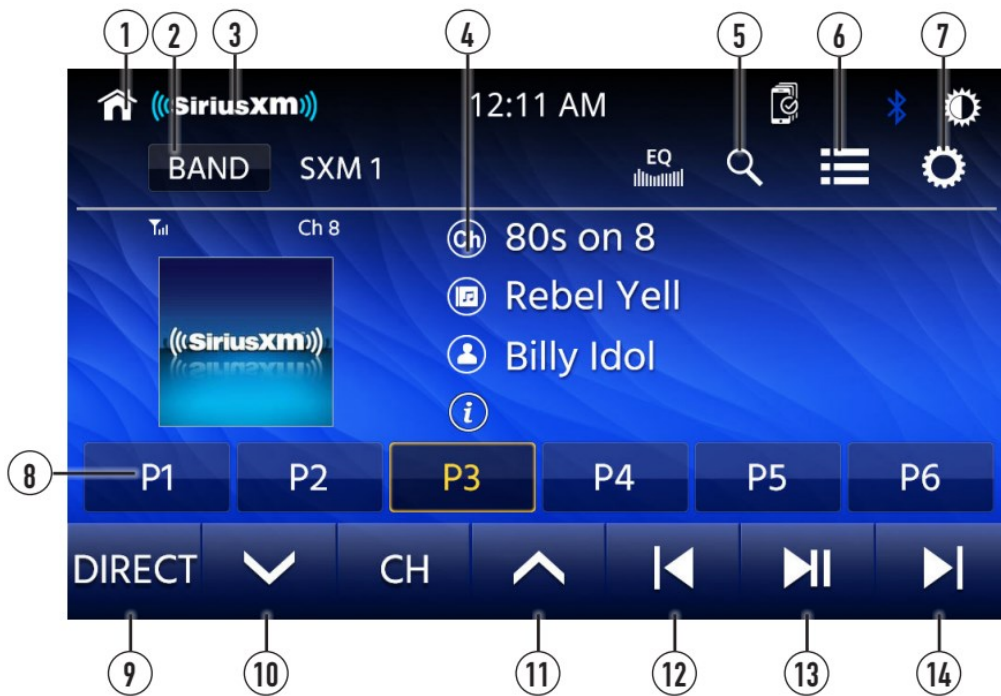 1 2 3 4 5 6 7
((SiriusXM)) 12:11 AM
BAND SXM 1 EQ
Ch 8
Ch 80s on 8
Rebel Yell
((SiriusXM))
Billy Idol
i
8 P1 P2 P3 P4 P5 P6
DIRECT CH
9 10 11 12 13 14